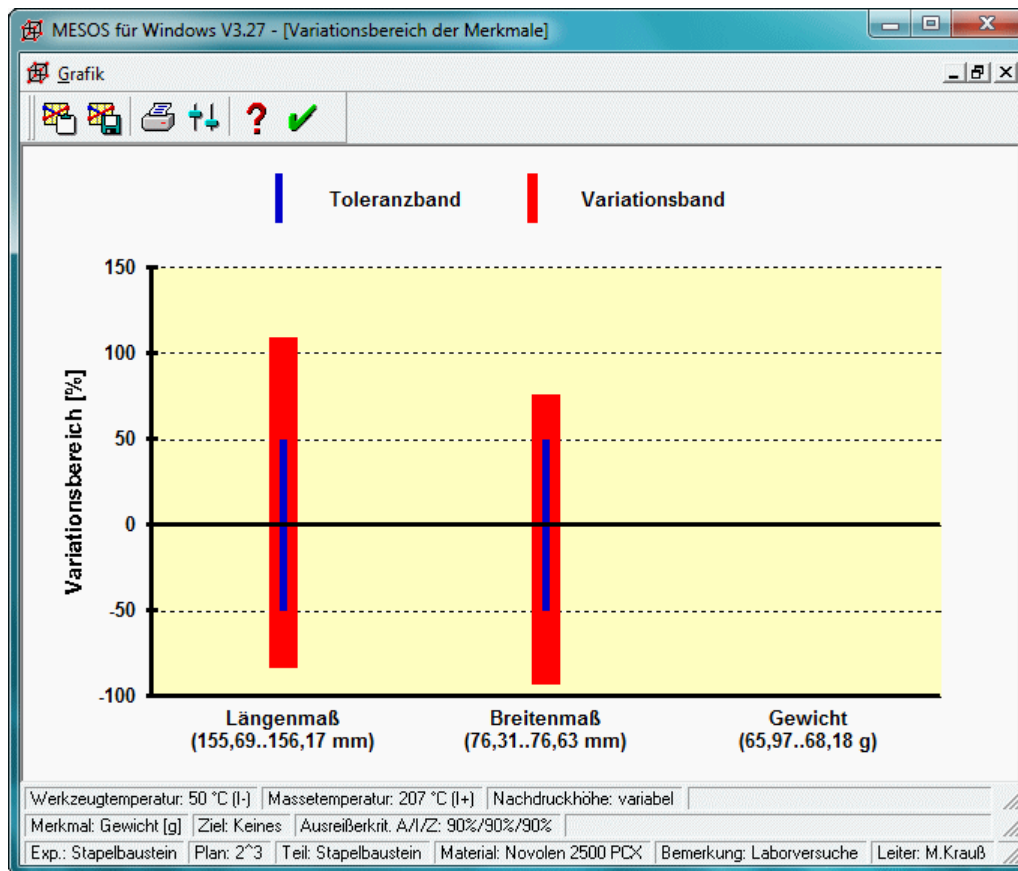 MESOS für Windows V3.27 - [Variationsbereich der Merkmale]
Grafik
Toleranzband Variationsband
150
100
50
0
-50
-100
Variationsbereich [%]
Längenmaß Breitenmaß Gewicht
(155,69..156,17 mm) (76,31..76,63 mm) (65,97..68,18 g)
Werkzeugtemperatur: 50 °C (I-) Massetemperatur: 207 °C (I+) Nachdruckhöhe: variabel
Merkmal: Gewicht [g] Ziel: Keines Ausreißerkrit. A/I/Z: 90%/90%/90%
Exp.: Stapelbaustein Plan: 2^3 Teil: Stapelbaustein Material: Novolen 2500 PCX Bemerkung: Laborversuche Leiter: M.Krauß